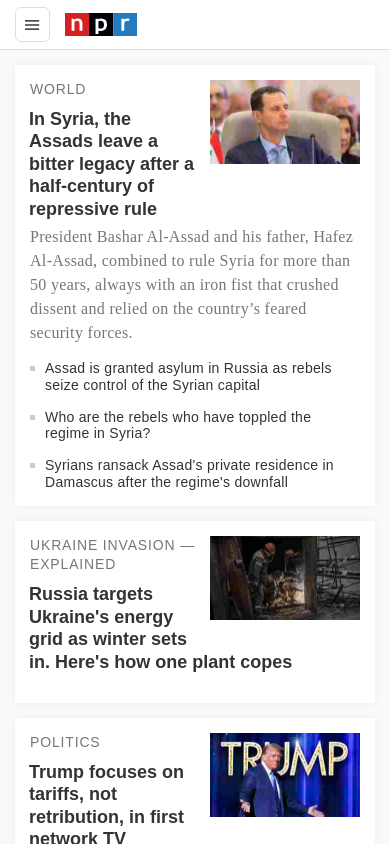 npr
WORLD
In Syria, the
Assads leave a
bitter legacy after a
half-century of
repressive rule
President Bashar Al-Assad and his father, Hafez
Al-Assad, combined to rule Syria for more than
50 years, always with an iron fist that crushed
dissent and relied on the country’s feared
security forces.
Assad is granted asylum in Russia as rebels
seize control of the Syrian capital
Who are the rebels who have toppled the
regime in Syria?
Syrians ransack Assad's private residence in
Damascus after the regime's downfall
UKRAINE INVASION —
EXPLAINED
Russia targets
Ukraine's energy
grid as winter sets
in. Here's how one plant copes
POLITICS
TRUMP
Trump focuses on
tariffs, not
retribution, in first
network TV